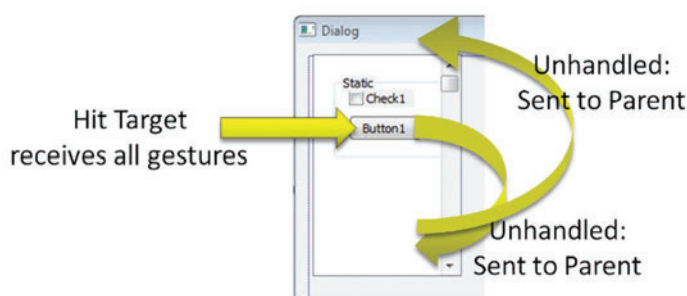 Dialog
Unhandled:
Sent to Parent
Static
Check1
Hit Target
receives all gestures
Button1
Unhandled:
Sent to Parent